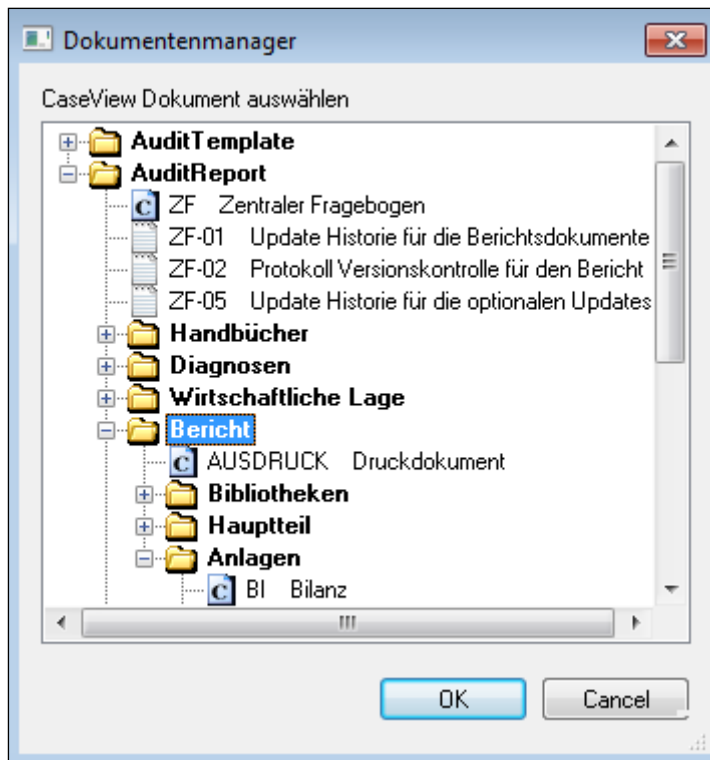 Dokumentenmanager
CaseView Dokument auswählen
AuditTemplate
AuditReport
ZF Zentraler Fragebogen
ZF-01 Update Historie für die Berichtsdokumente
ZF-02 Protokoll Versionskontrolle für den Bericht
ZF-05 Update Historie für die optionalen Updates
Handbücher
Diagnosen
Wirtschaftliche Lage
Bericht
AUSDRUCK Druckdokument
Bibliotheken
Hauptteil
Anlagen
BI Bilanz
OK Cancel